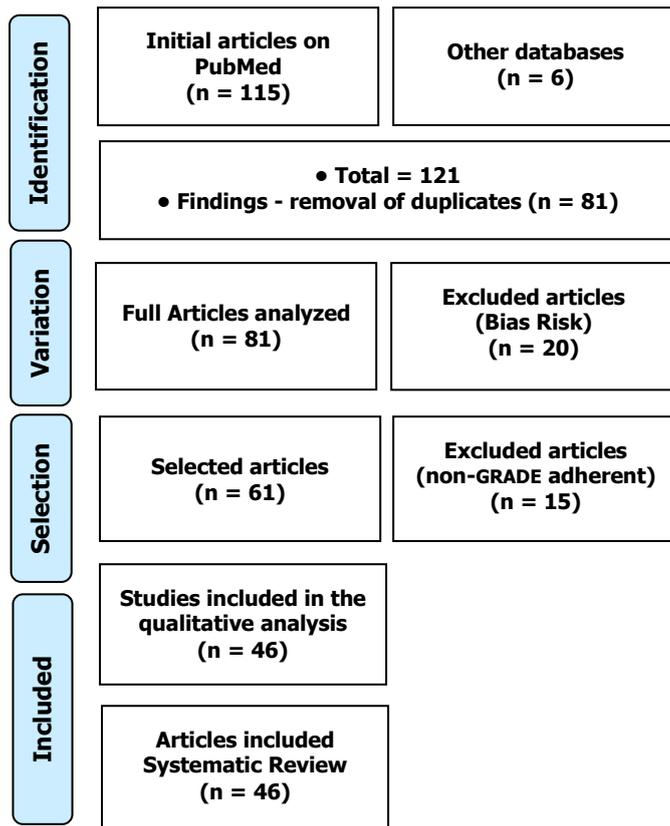 Identification
Initial articles on
PubMed
(n = 115)
Other databases
(n = 6)
• Total = 121
• Findings - removal of duplicates (n = 81)
Variation
Full Articles analyzed
(n = 81)
Excluded articles
(Bias Risk)
(n = 20)
Selection
Selected articles
(n = 61)
Excluded articles
(non-GRADE adherent)
(n = 15)
Included
Studies included in the
qualitative analysis
(n = 46)
Articles included
Systematic Review
(n = 46)